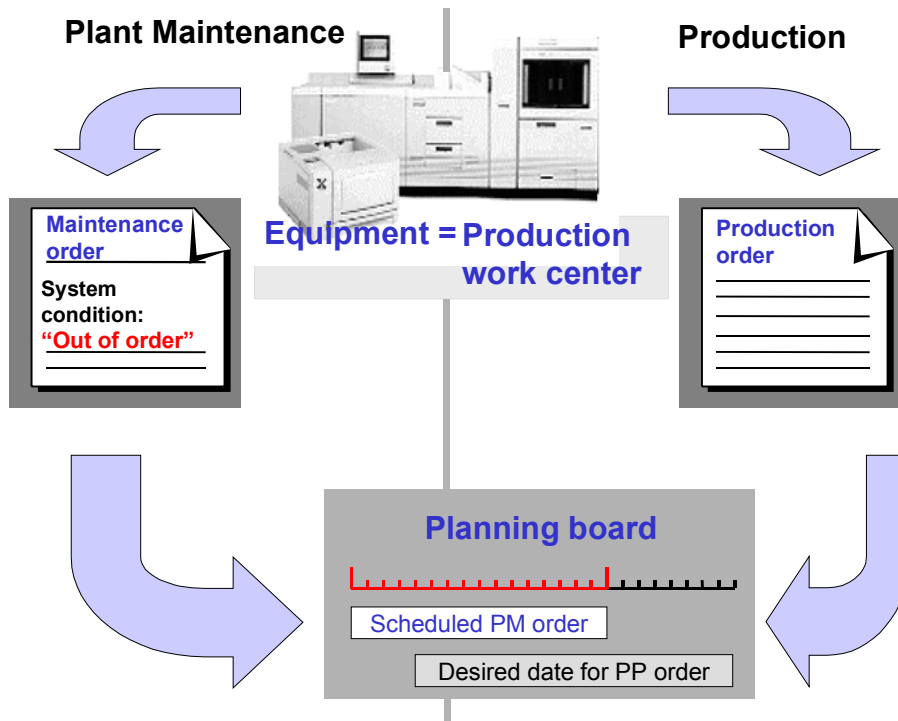 Plant Maintenance
Production
Equipment = Production
work center
Maintenance
order
System
condition:
“Out of order”
Production
order
Planning board
Scheduled PM order
Desired date for PP order